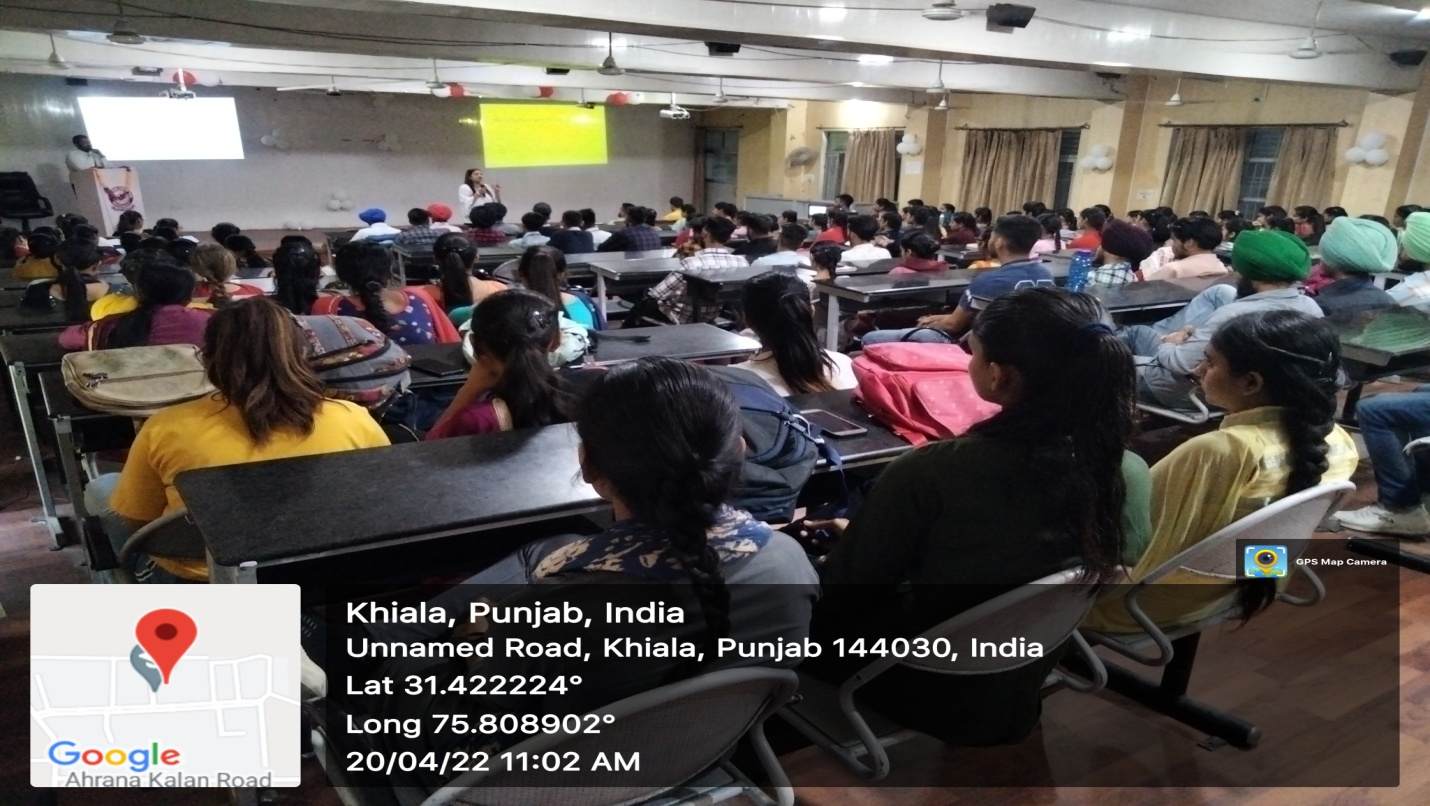 GPS Map Camera
Khiala, Punjab, India
Unnamed Road, Khiala, Punjab 144030, India
Lat 31.422224°
Long 75.808902°
20/04/22 11:02 AM
Google
Ahrana Kalan Road